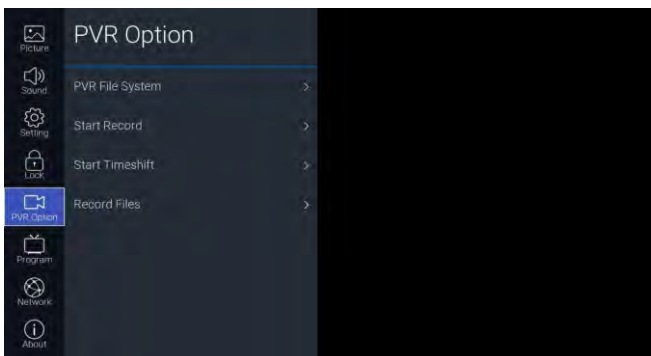 Picture
Sound
Setting
Lock
PVR Option
Program
Network
About
PVR Option
PVR File System
Start Record
Start Timeshift
Record Files